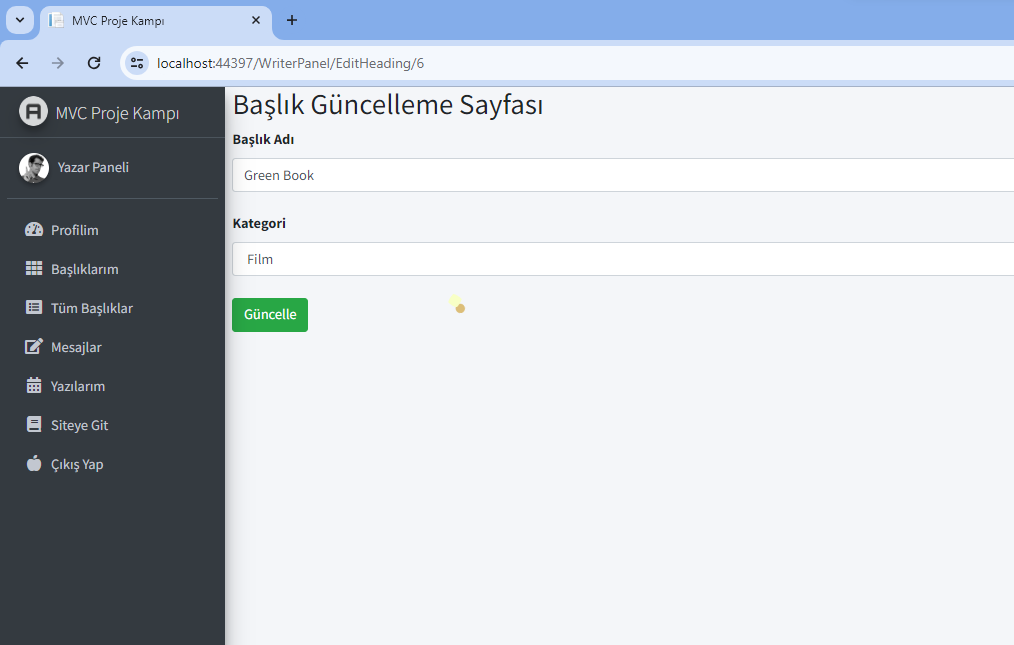 MVC Proje Kampı
localhost:44397/WriterPanel/EditHeading/6
MVC Proje Kampı
Yazar Paneli
Profilim
Başlıklarım
Tüm Başlıklar
Mesajlar
Yazılarım
Siteye Git
Çıkış Yap
Başlık Güncelleme Sayfası
Başlık Adı
Green Book
Kategori
Film
Güncelle